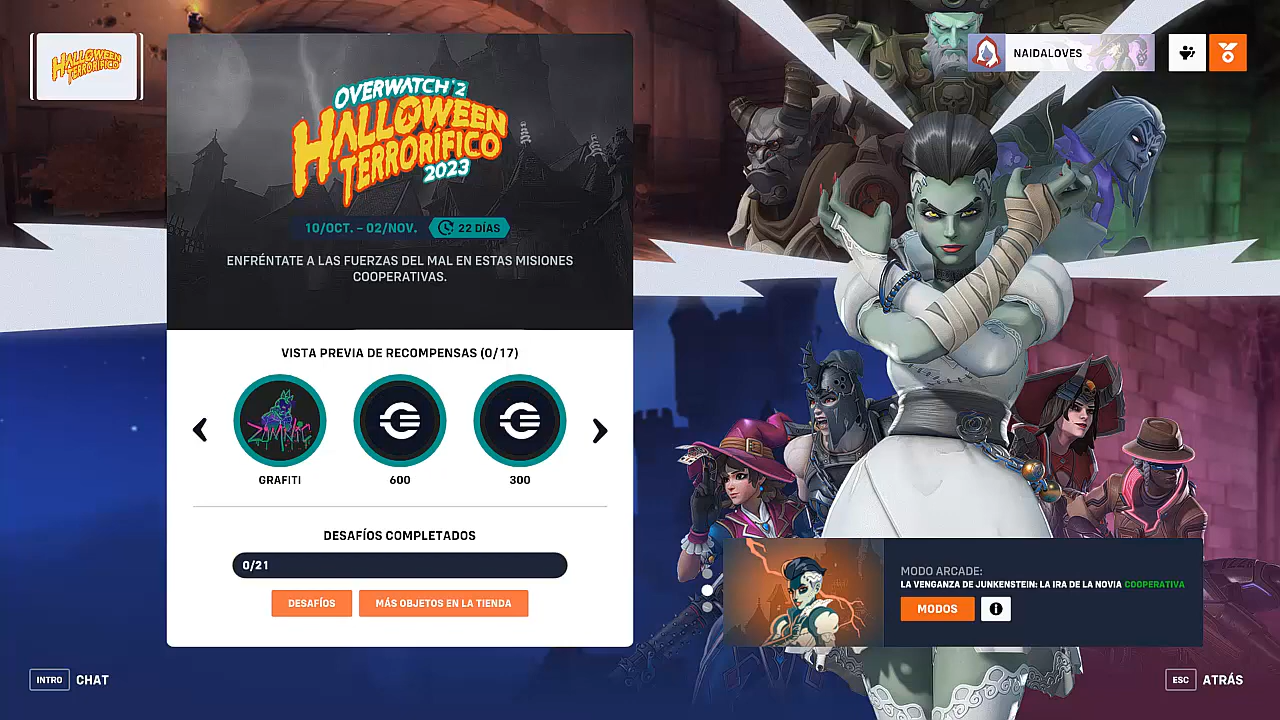 HALLOWEEN
TERRORÍFICO
NAIDALOVES
OVERWATCH 2
HALLOWEEN
TERRORÍFICO
2023
10/OCT. – 02/NOV.
22 DÍAS
ENFRÉNTATE A LAS FUERZAS DEL MAL EN ESTAS MISIONES
COOPERATIVAS.
VISTA PREVIA DE RECOMPENSAS (0/17)
GRAFITI
600
300
DESAFÍOS COMPLETADOS
0/21
DESAFÍOS
MÁS OBJETOS EN LA TIENDA
MODO ARCADE:
LA VENGANZA DE JUNKENSTEIN: LA IRA DE LA NOVIA COOPERATIVA
MODOS
INTRO CHAT
ESC ATRÁS